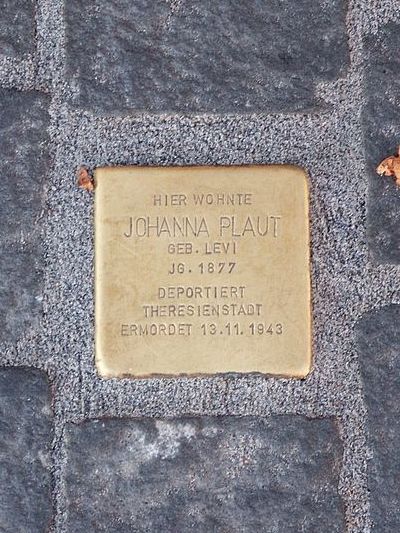 HIER WOHNTE
JOHANNA PLAUT
GEB. LEVI
JG. 1877
DEPORTIERT
THERESIENSTADT
ERMORDET 13.11.1943